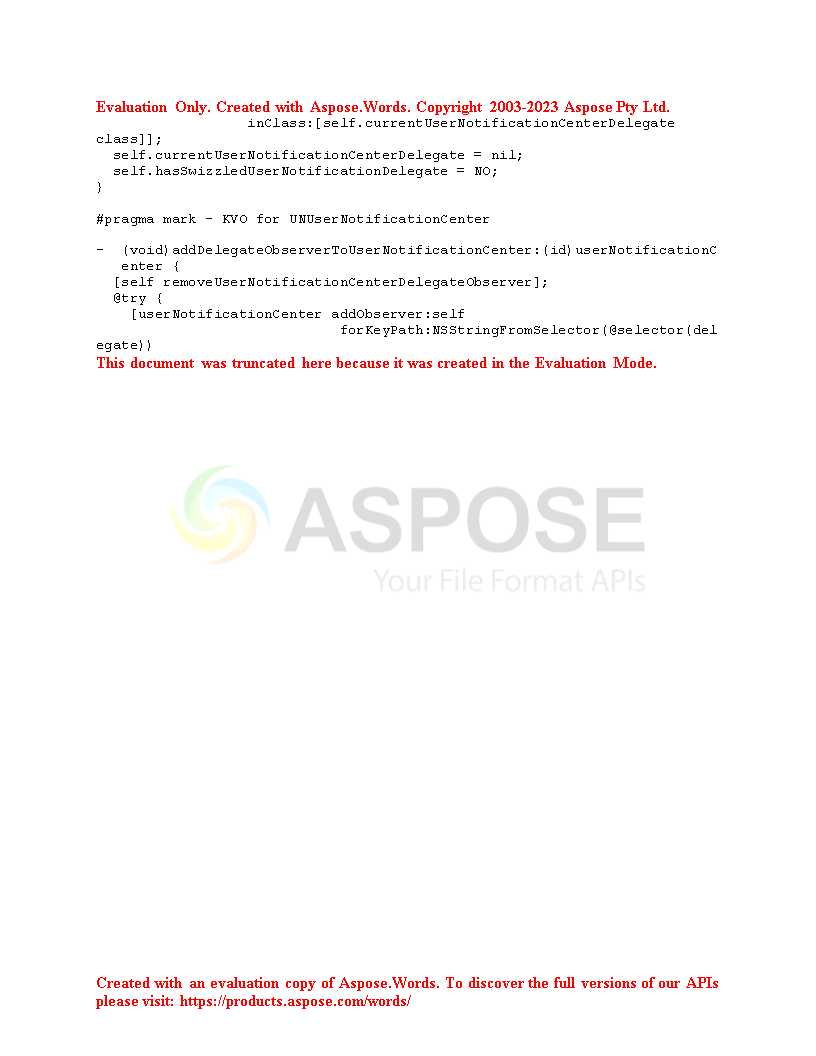 Evaluation Only. Created with Aspose.Words. Copyright 2003-2023 Aspose Pty Ltd.
                  inClass:[self.currentUserNotificationCenterDelegate
class]];
  self.currentUserNotificationCenterDelegate = nil;
  self.hasSwizzledUserNotificationDelegate = NO;
}
#pragma mark - KVO for UNUserNotificationCenter
-  (void)addDelegateObserverToUserNotificationCenter:(id)userNotificationC
   enter {
  [self removeUserNotificationCenterDelegateObserver];
  @try {
    [userNotificationCenter addObserver:self
                             forKeyPath:NSStringFromSelector(@selector(del
egate))
This document was truncated here because it was created in the Evaluation Mode.
ASPOSE
Your File Format APIs
Created with an evaluation copy of Aspose.Words. To discover the full versions of our APIs
please visit: https://products.aspose.com/words/